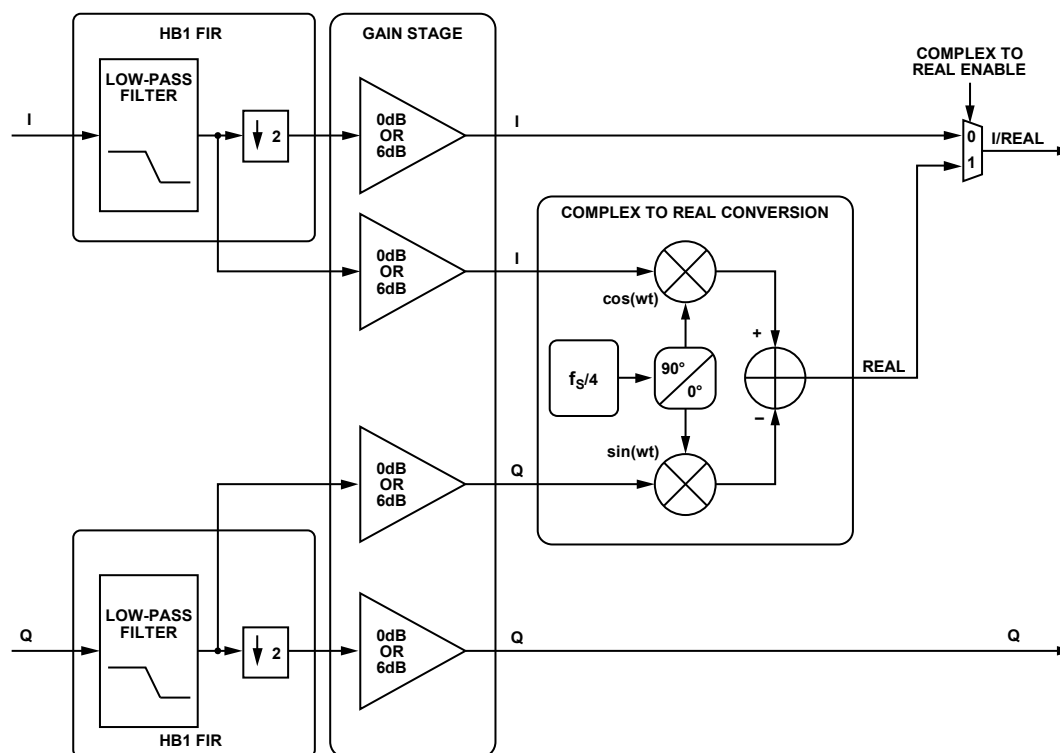 HB1 FIR
GAIN STAGE
LOW-PASS
FILTER
COMPLEX TO
REAL ENABLE
I
2
0dB
OR
6dB
I
0
1
I/REAL
COMPLEX TO REAL CONVERSION
0dB
OR
6dB
I
cos(wt)
+
fS/4
90°
0°
REAL
–
sin(wt)
0dB
OR
6dB
Q
LOW-PASS
FILTER
Q
2
0dB
OR
6dB
Q
Q
HB1 FIR